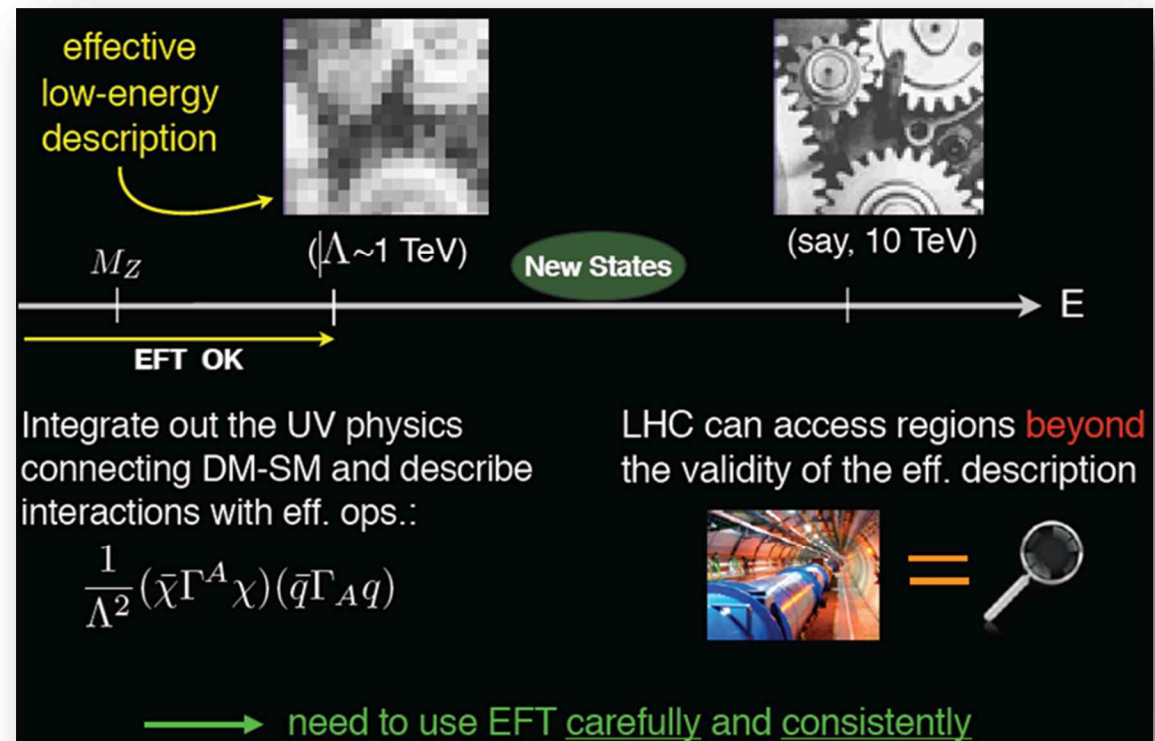 effective
low-energy
description
(Λ~1 TeV)
(say, 10 TeV)
M_Z
New States
E
EFT OK
Integrate out the UV physics
connecting DM-SM and describe
interactions with eff. ops.:
1/Λ² (χ̄Γ^Aχ)(q̄Γ_Aq)
LHC can access regions beyond
the validity of the eff. description
=
need to use EFT carefully and consistently